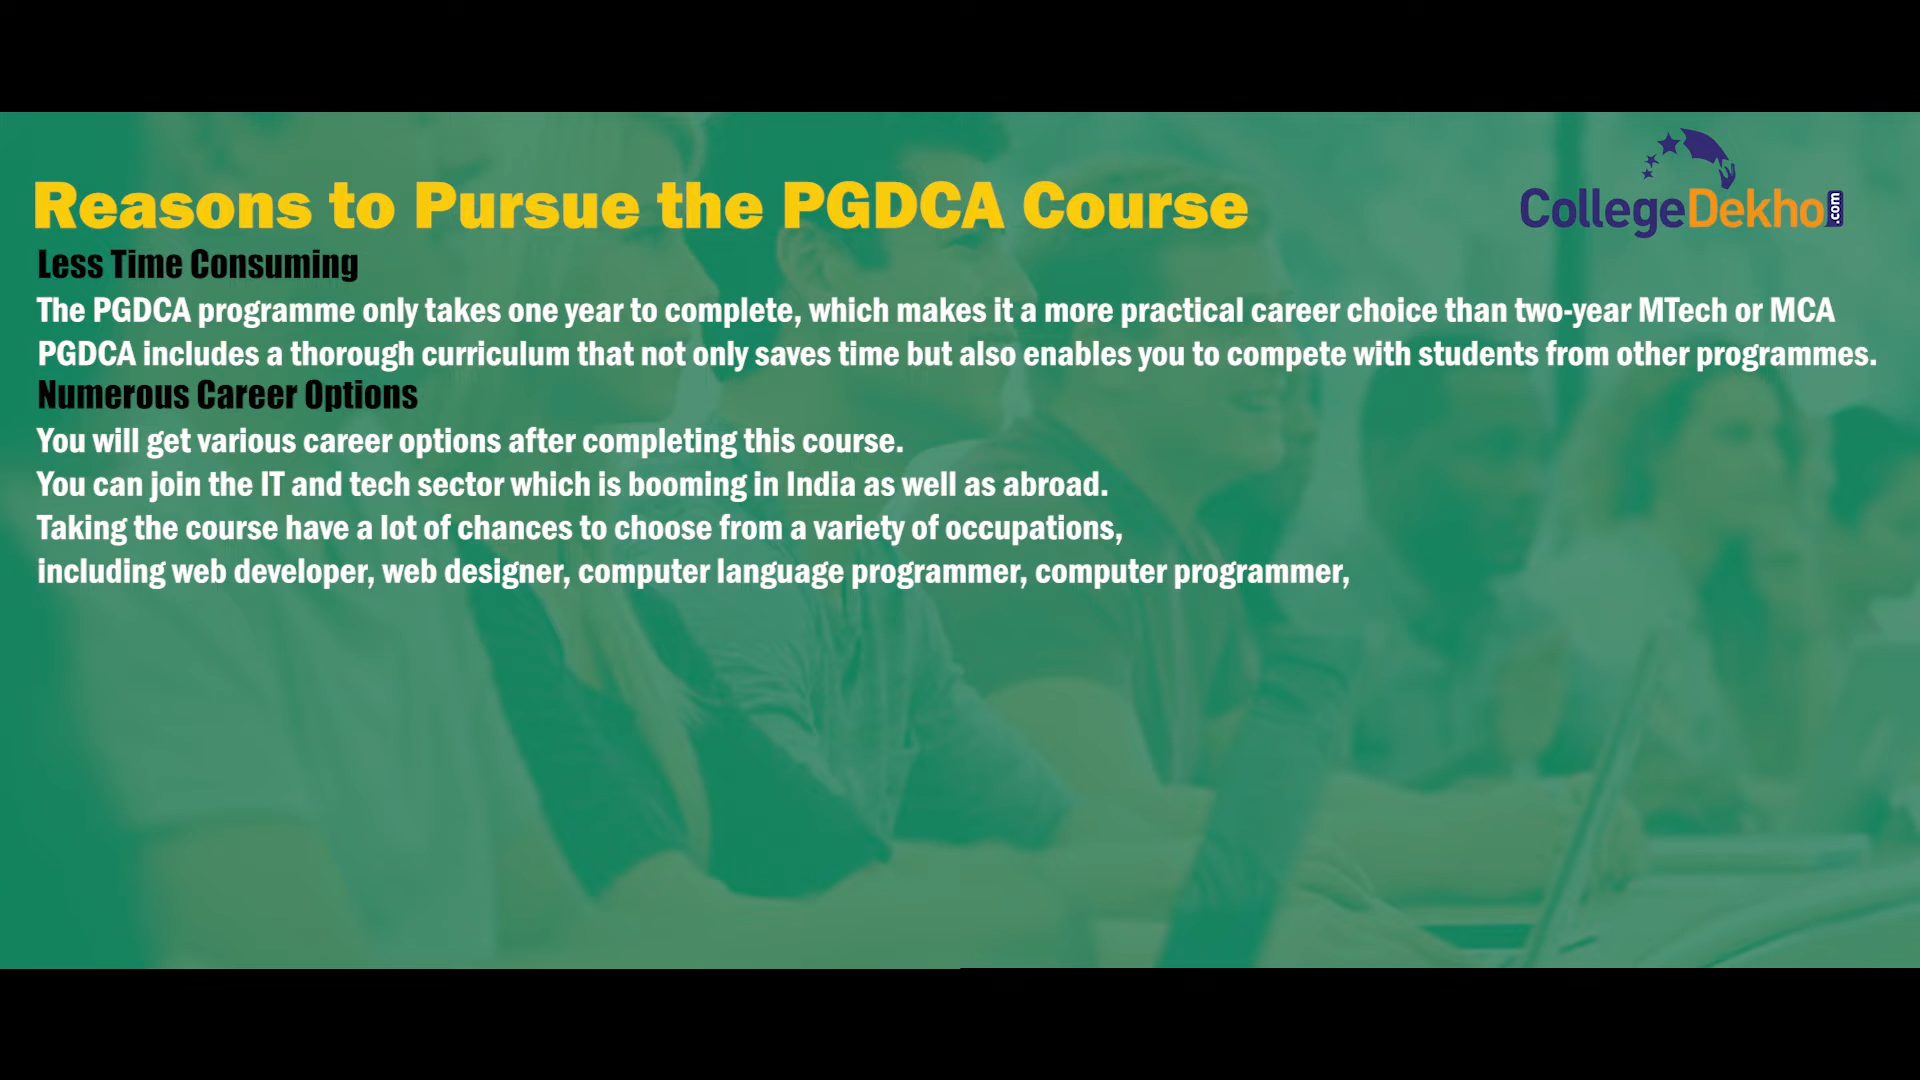 CollegeDekho.com
Reasons to Pursue the PGDCA Course
Less Time Consuming
The PGDCA programme only takes one year to complete, which makes it a more practical career choice than two-year MTech or MCA
PGDCA includes a thorough curriculum that not only saves time but also enables you to compete with students from other programmes.
Numerous Career Options
You will get various career options after completing this course.
You can join the IT and tech sector which is booming in India as well as abroad.
Taking the course have a lot of chances to choose from a variety of occupations,
including web developer, web designer, computer language programmer, computer programmer,